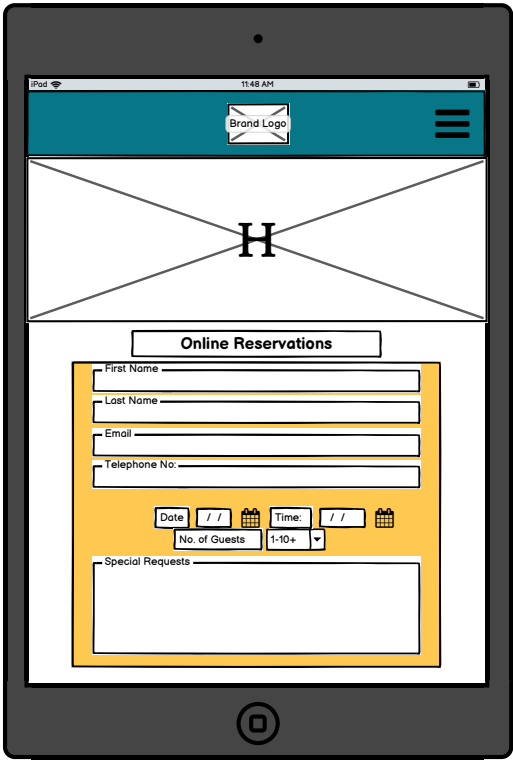 iPad 11:48 AM
Brand Logo
H
Online Reservations
First Name
Last Name
Email
Telephone No:
Date / / Time: / /
No. of Guests 1-10+
Special Requests